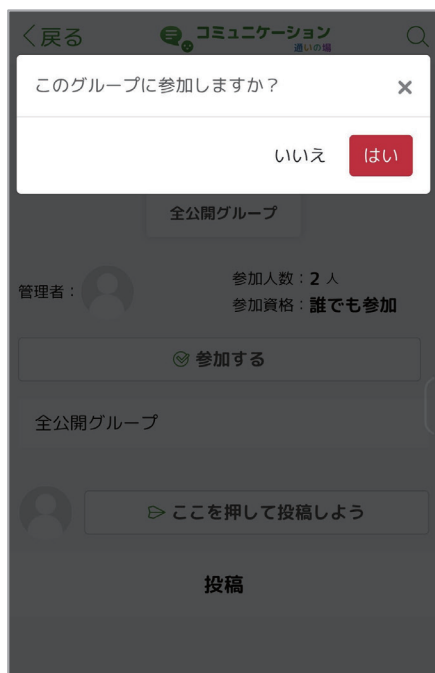 戻る
コミュニケーション
通いの場
このグループに参加しますか？
×
いいえ
はい
全公開グループ
管理者：
参加人数：2 人
参加資格：誰でも参加
参加する
全公開グループ
ここを押して投稿しよう
投稿